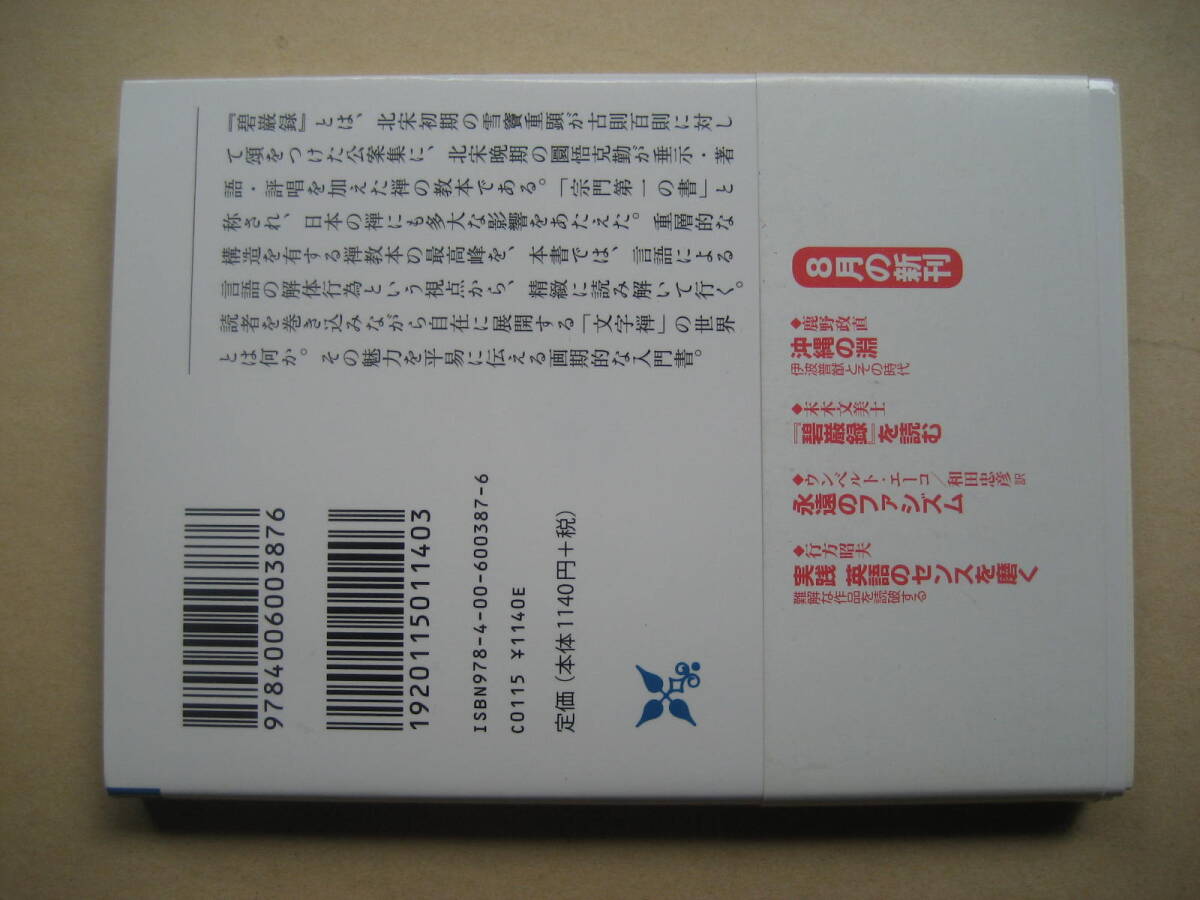 『碧巌録』とは、北宋初期の雪竇重顕が古則百則に対し
て頌をつけた公案集に、北宋晩期の圜悟克勤が垂示・著
語・評唱を加えた禅の教本である。「宗門第一の書」と
称され、日本の禅にも多大な影響をあたえた。重層的な
構造を有する禅教本の最高峰を、本書では、言語による
言語の解体行為という視点から、精緻に読み解いて行く。
読者を巻き込みながら自在に展開する「文字禅」の世界
とは何か。その魅力を平易に伝える画期的な入門書。
9784006003876
1920115011403
ISBN978-4-00-600387-6
C0115 ¥1140E
定価(本体1140円+税)
8月の新刊
◆鹿野政直
沖縄の淵
伊波普猷とその時代
◆末木文美士
『碧巌録』を読む
◆ウンベルト・エーコ/和田忠彦 訳
永遠のファシズム
◆行方昭夫
実践 英語のセンスを磨く
難解な作品を読破する